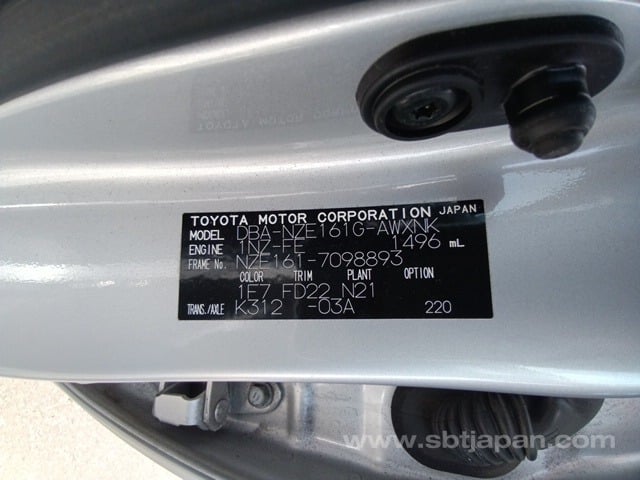 TOYOTA MOTOR CORPORATION JAPAN
MODEL DBA-NZE161G-AWXNK
ENGINE 1NZ-FE 1496 mL
FRAME No. NZE161-7098893
COLOR TRIM PLANT OPTION
1E7 FD22 N21
TRANS./AXLE K312 -03A 220
www.sbtjapan.com